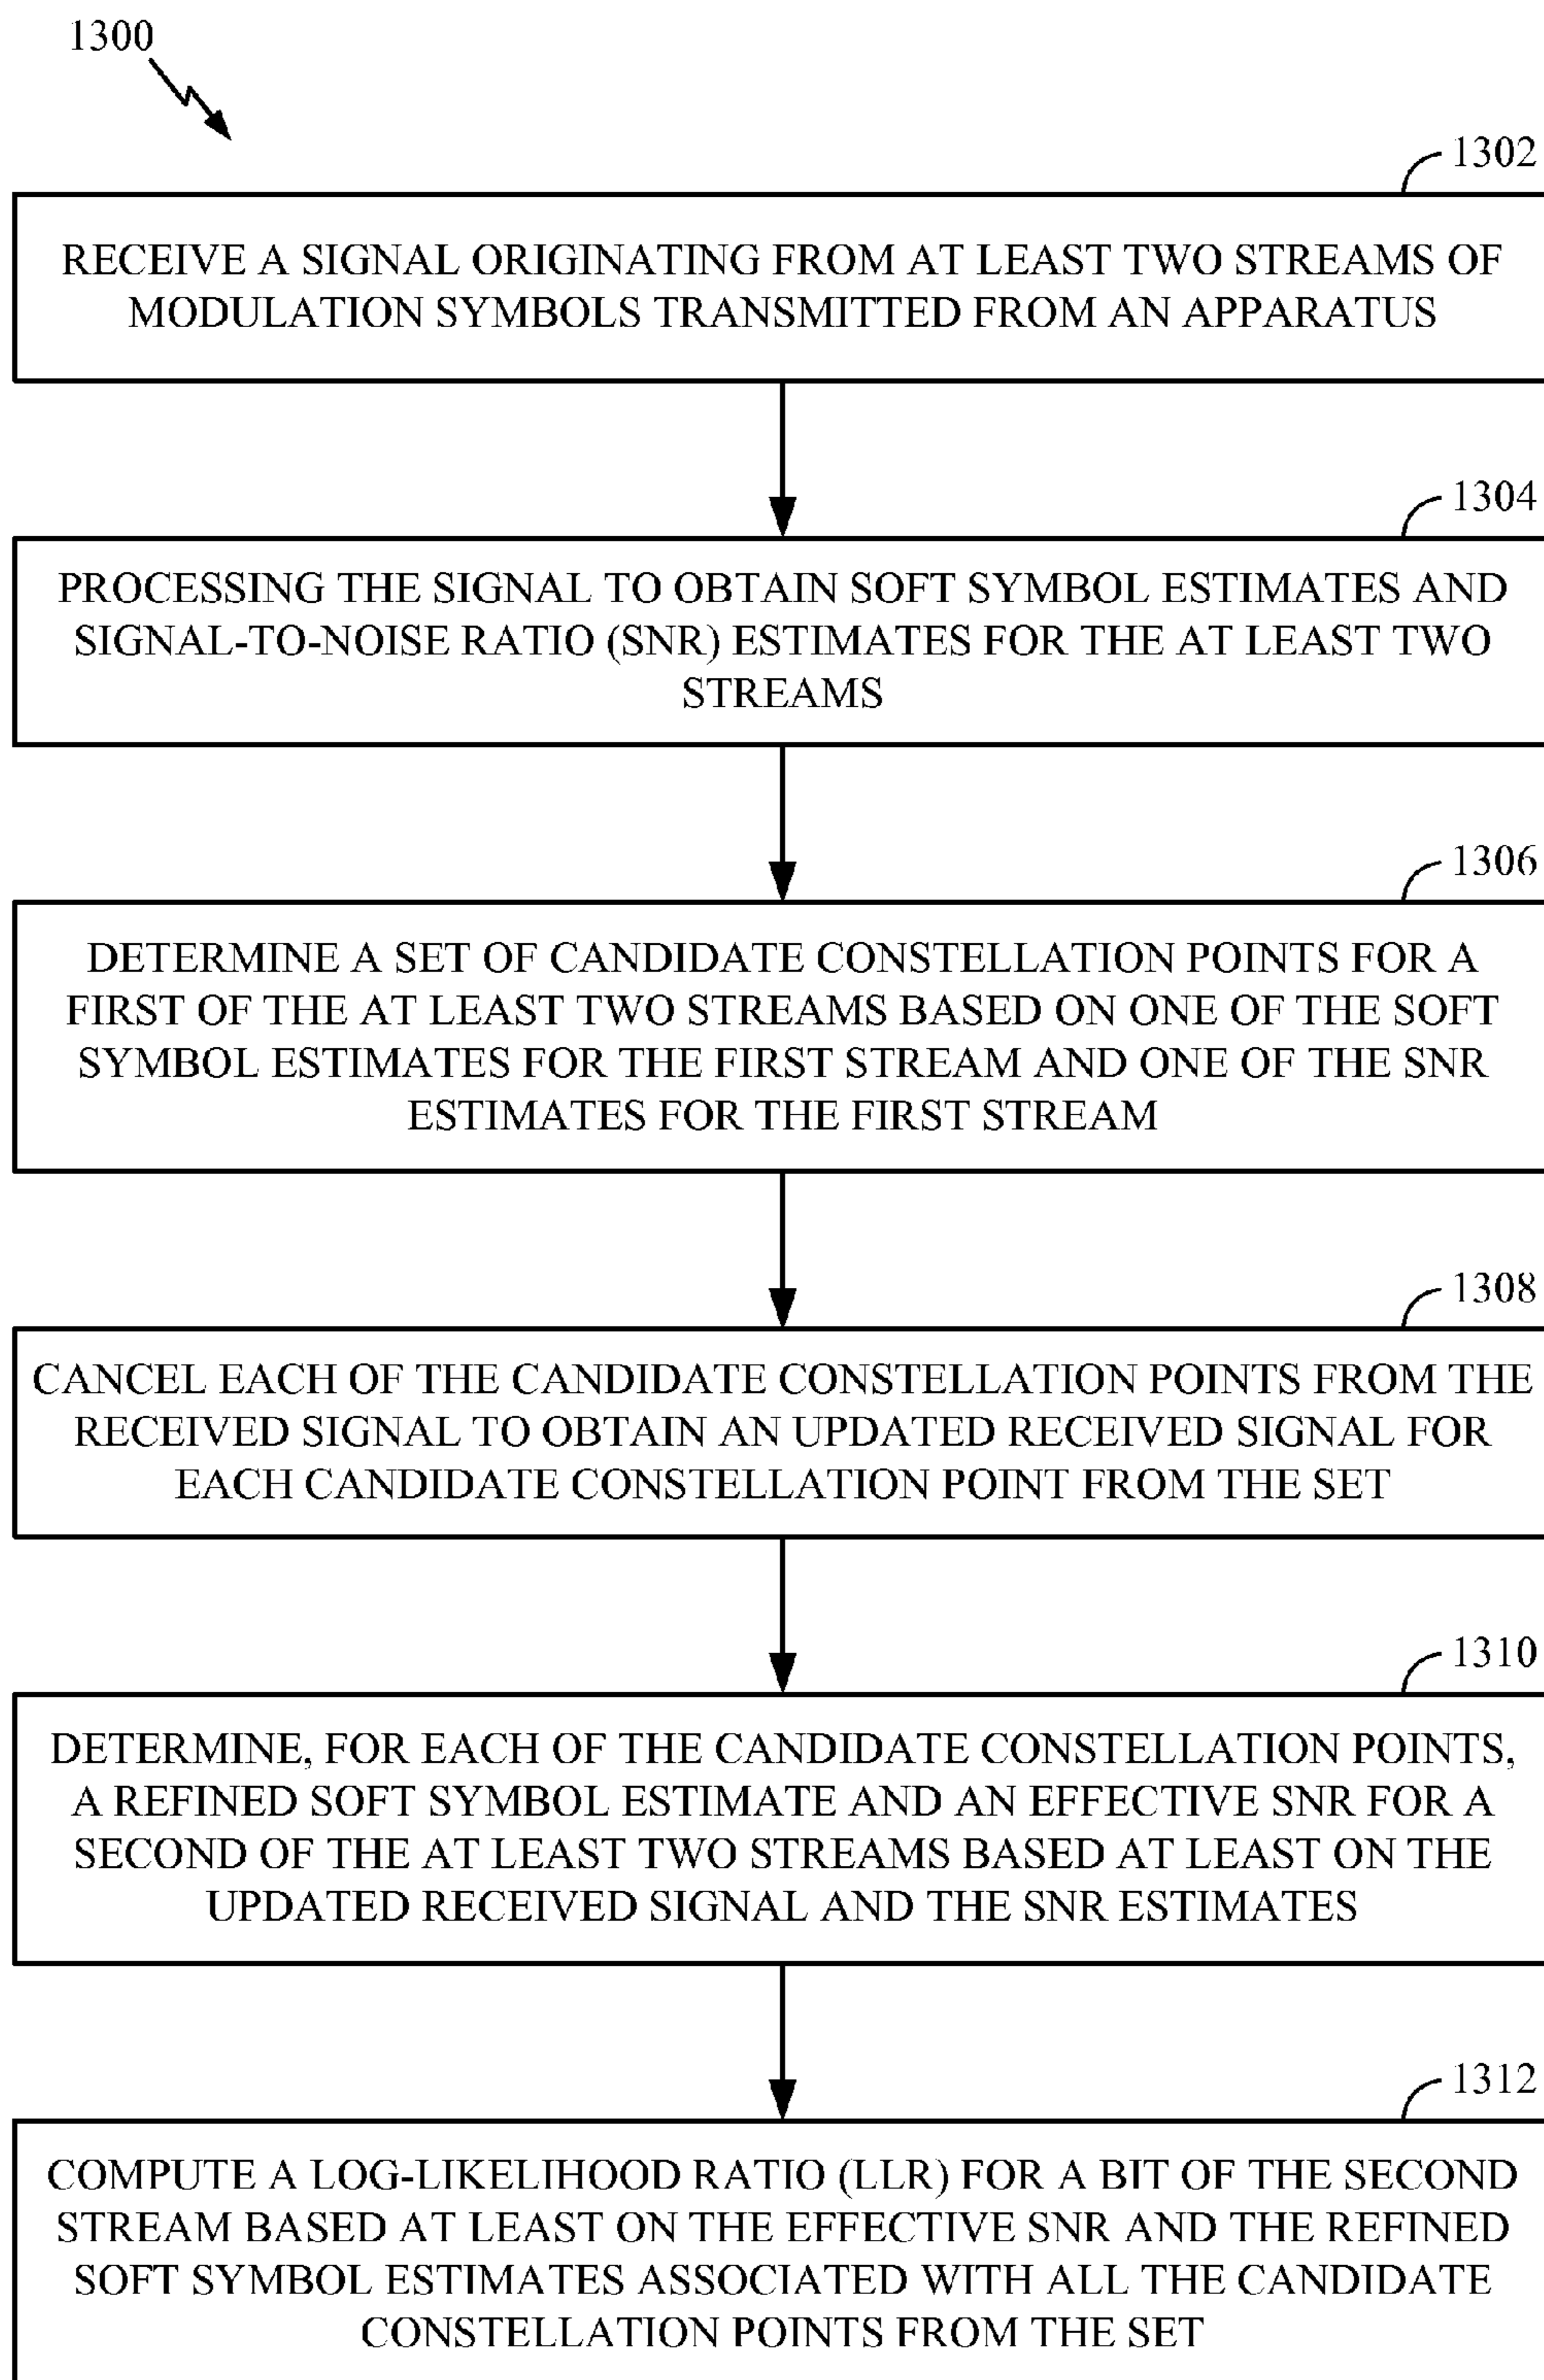 1300
1302
RECEIVE A SIGNAL ORIGINATING FROM AT LEAST TWO STREAMS OF
MODULATION SYMBOLS TRANSMITTED FROM AN APPARATUS
1304
PROCESSING THE SIGNAL TO OBTAIN SOFT SYMBOL ESTIMATES AND
SIGNAL-TO-NOISE RATIO (SNR) ESTIMATES FOR THE AT LEAST TWO
STREAMS
1306
DETERMINE A SET OF CANDIDATE CONSTELLATION POINTS FOR A
FIRST OF THE AT LEAST TWO STREAMS BASED ON ONE OF THE SOFT
SYMBOL ESTIMATES FOR THE FIRST STREAM AND ONE OF THE SNR
ESTIMATES FOR THE FIRST STREAM
1308
CANCEL EACH OF THE CANDIDATE CONSTELLATION POINTS FROM THE
RECEIVED SIGNAL TO OBTAIN AN UPDATED RECEIVED SIGNAL FOR
EACH CANDIDATE CONSTELLATION POINT FROM THE SET
1310
DETERMINE, FOR EACH OF THE CANDIDATE CONSTELLATION POINTS,
A REFINED SOFT SYMBOL ESTIMATE AND AN EFFECTIVE SNR FOR A
SECOND OF THE AT LEAST TWO STREAMS BASED AT LEAST ON THE
UPDATED RECEIVED SIGNAL AND THE SNR ESTIMATES
1312
COMPUTE A LOG-LIKELIHOOD RATIO (LLR) FOR A BIT OF THE SECOND
STREAM BASED AT LEAST ON THE EFFECTIVE SNR AND THE REFINED
SOFT SYMBOL ESTIMATES ASSOCIATED WITH ALL THE CANDIDATE
CONSTELLATION POINTS FROM THE SET